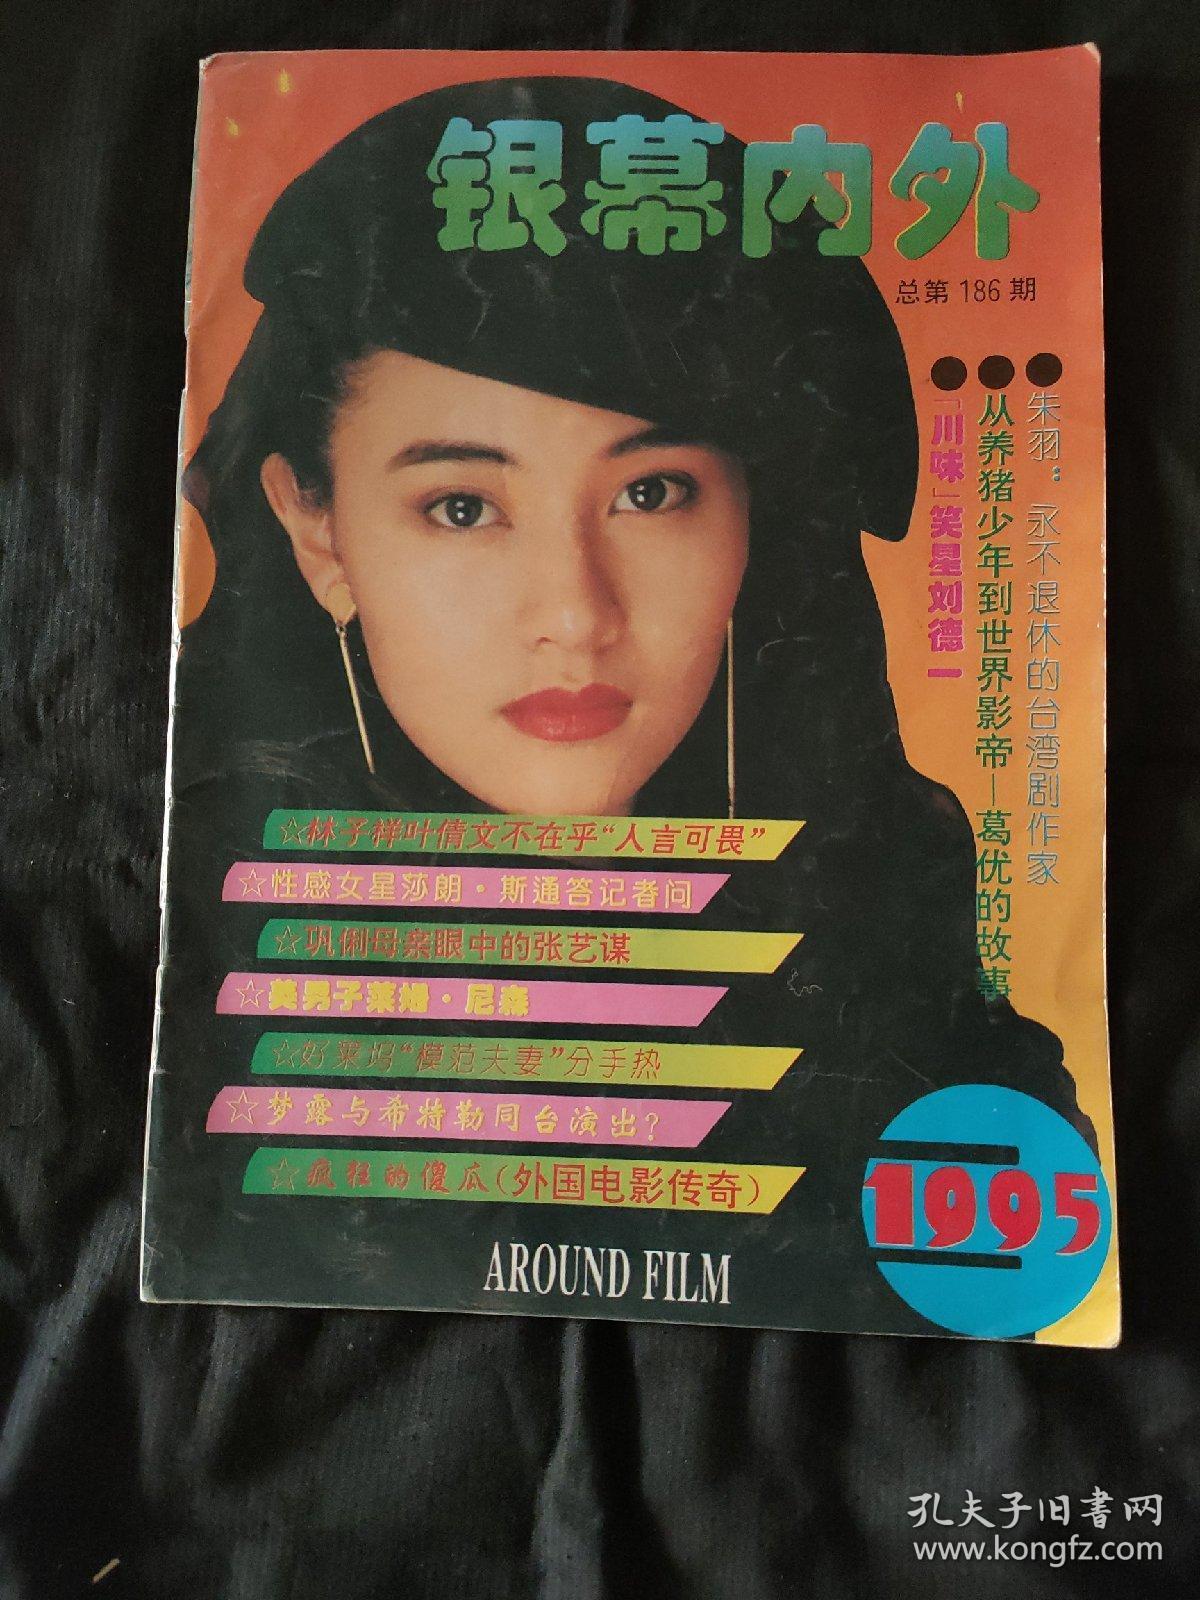 银幕内外
总第 186 期
●朱羽：永不退休的台湾剧作家
●从养猪少年到世界影帝—葛优的故事
●「川味」笑星刘德一
☆林子祥叶倩文不在乎“人言可畏”
☆性感女星莎朗·斯通答记者问
☆巩俐母亲眼中的张艺谋
☆美男子莱姆·尼森
☆好莱坞“模范夫妻”分手热
☆梦露与希特勒同台演出？
☆疯狂的傻瓜（外国电影传奇）
1995
AROUND FILM
孔夫子旧书网
www.kongfz.com